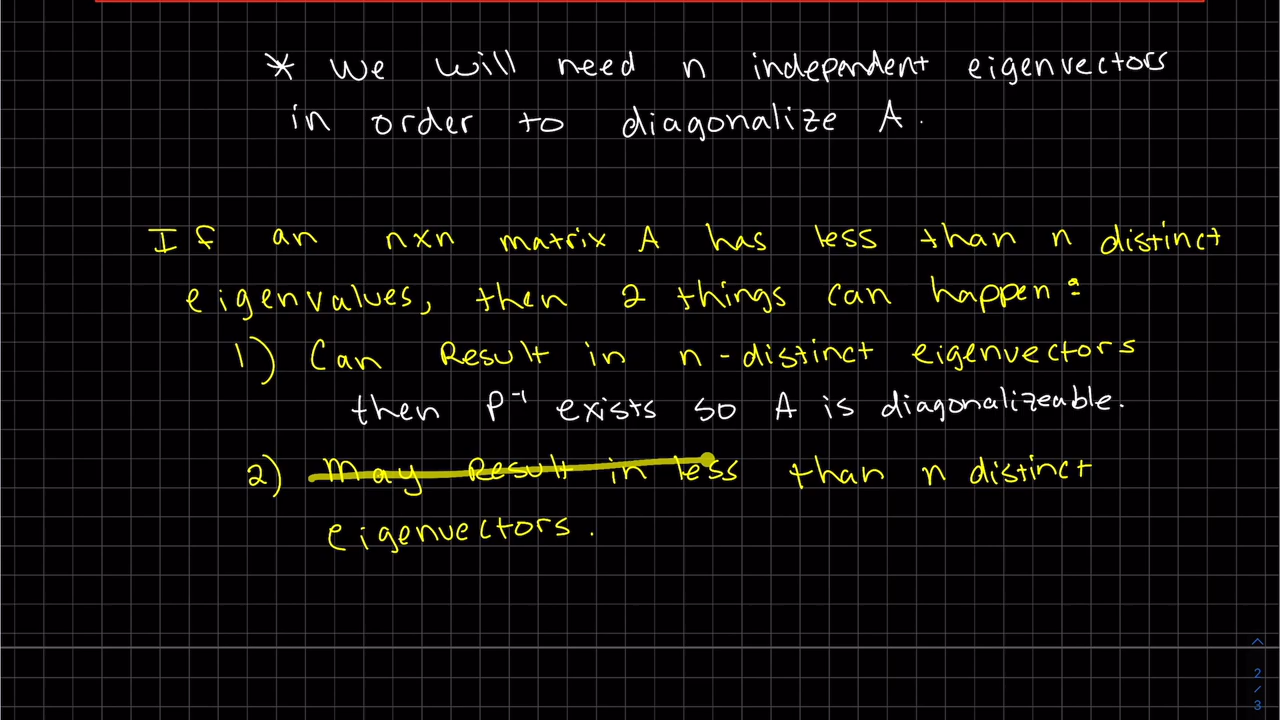 * We will need n independent eigenvectors
in order to diagonalize A.
If an nxn matrix A has less than n distinct
eigenvalues, then 2 things can happen:
1) Can Result in n-distinct eigenvectors
then P⁻¹ exists so A is diagonalizeable.
2) May Result in less than n distinct
eigenvectors.
2
/
3